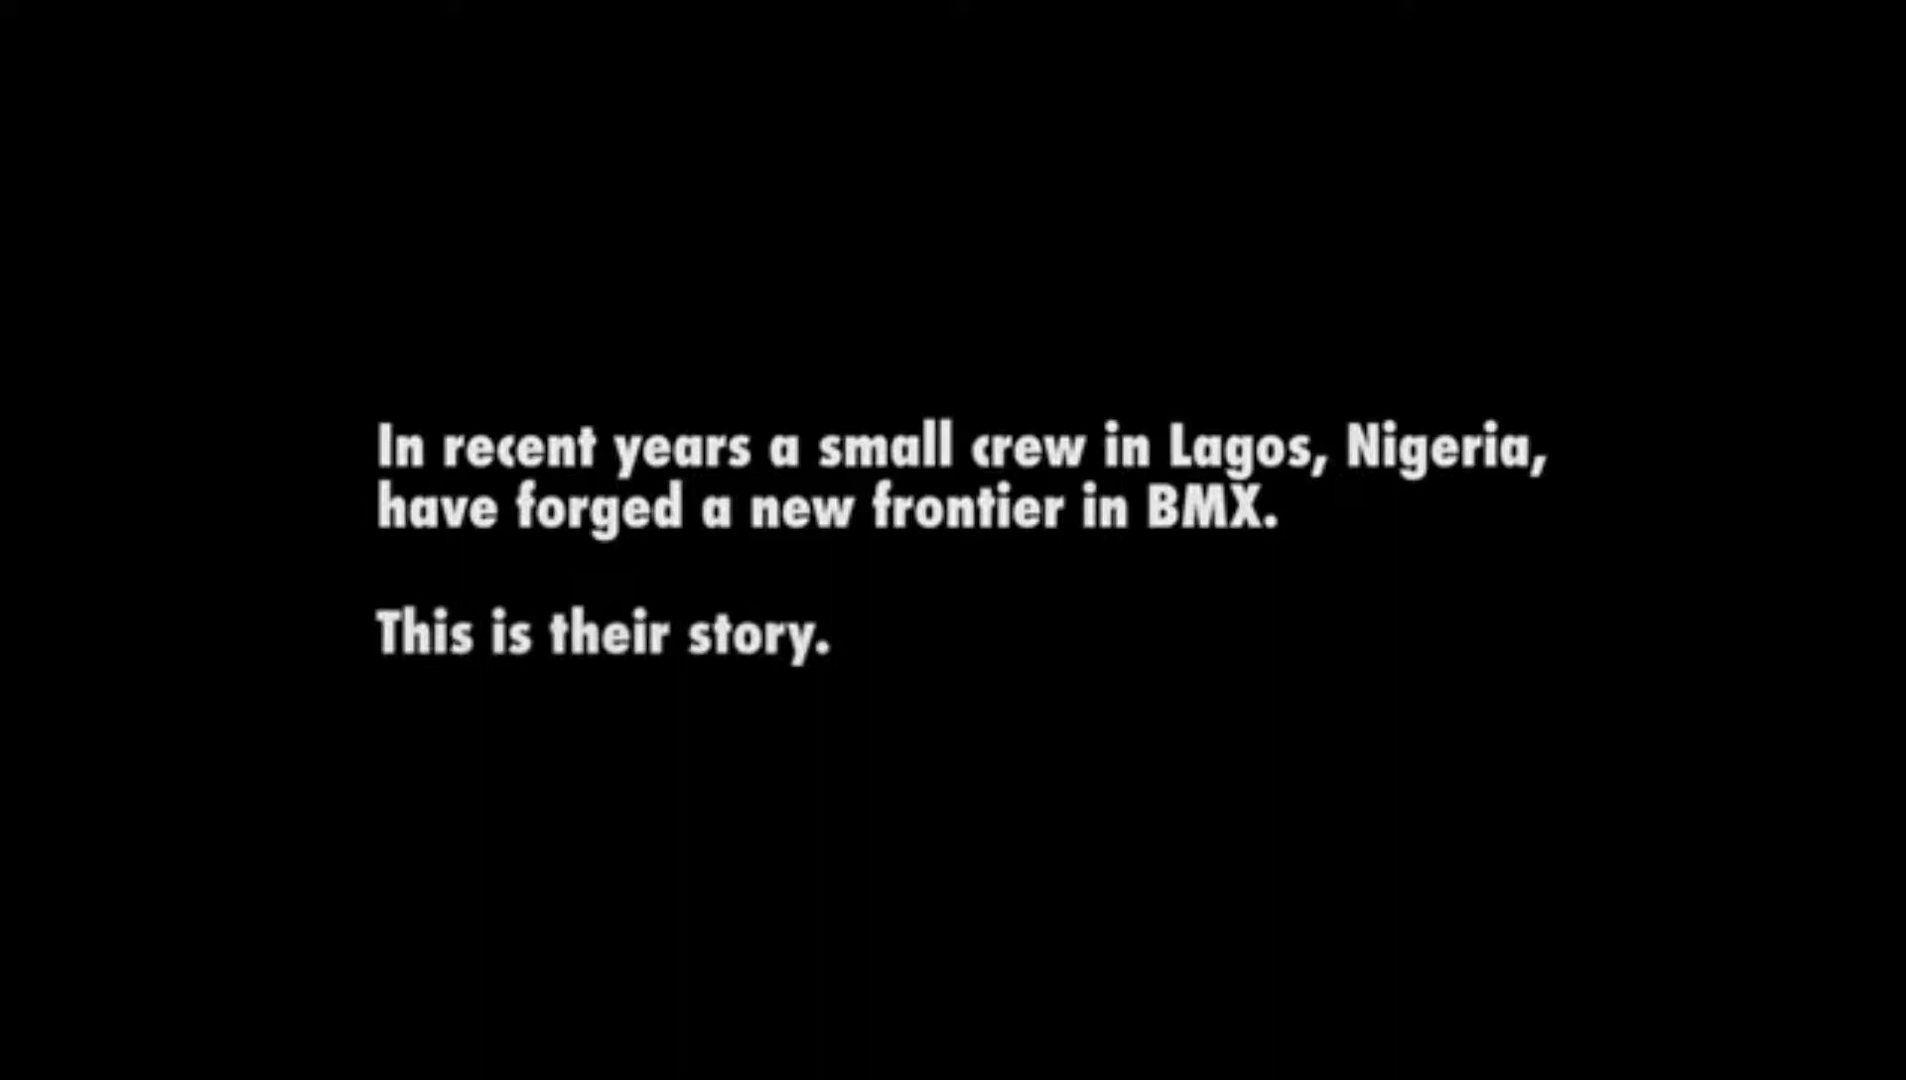 In recent years a small crew in Lagos, Nigeria,
have forged a new frontier in BMX.
This is their story.